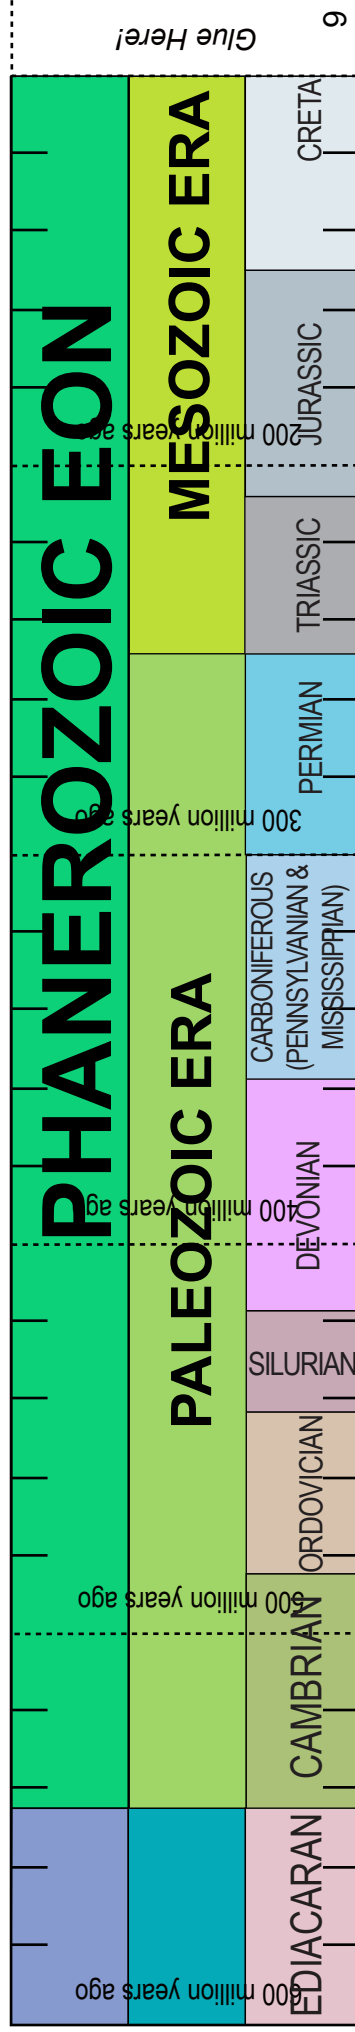 6
Glue Here!
PHANEROZOIC EON
MESOZOIC ERA
PALEOZOIC ERA
CRETA
JURASSIC
TRIASSIC
PERMIAN
CARBONIFEROUS
(PENNSYLVANIAN &
MISSISSIPPIAN)
DEVONIAN
SILURIAN
ORDOVICIAN
CAMBRIAN
EDIACARAN
200 million years ago
300 million years ago
400 million years ago
500 million years ago
600 million years ago